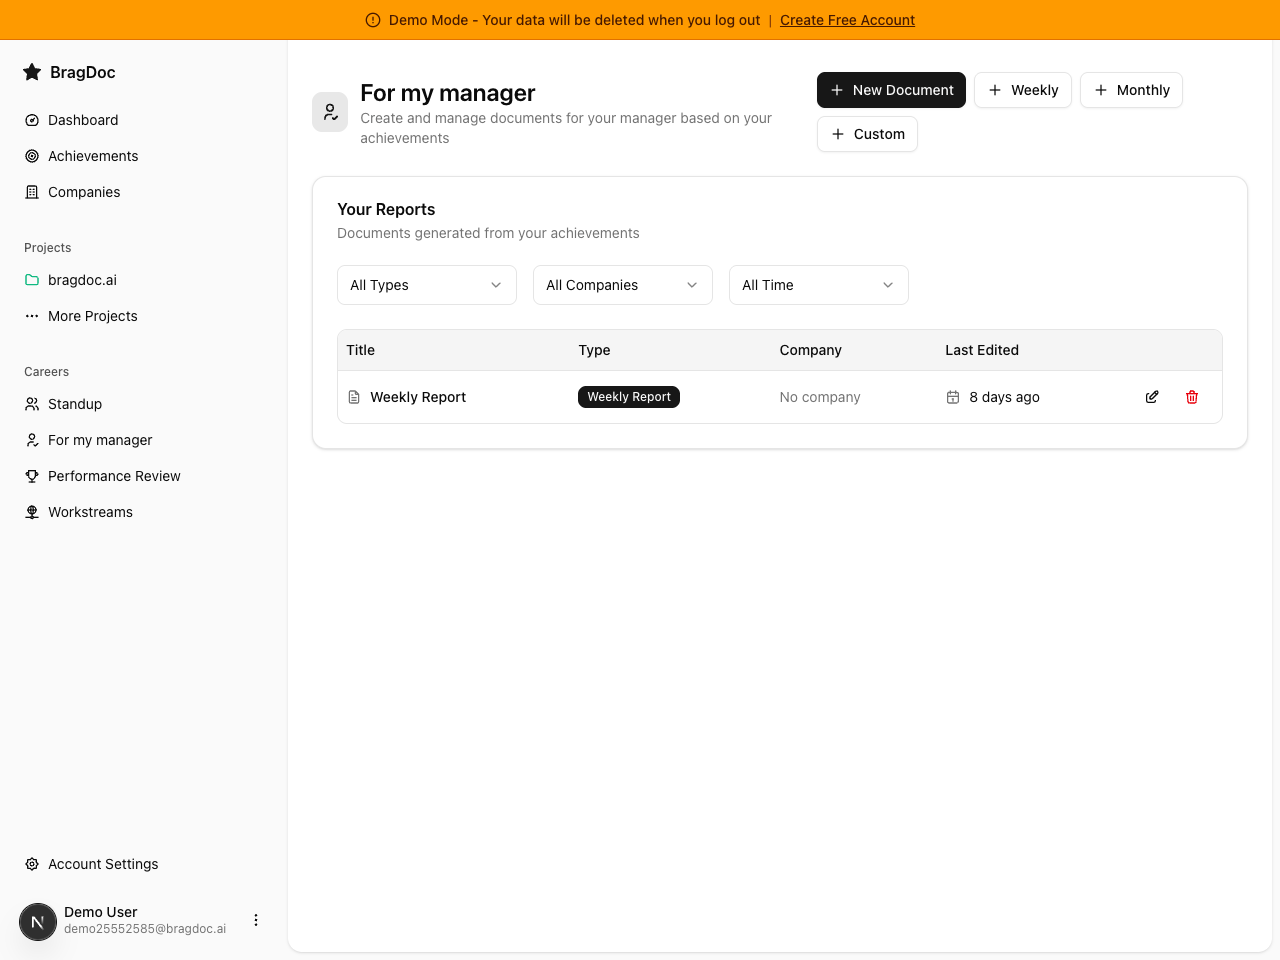 Demo Mode - Your data will be deleted when you log out | Create Free Account
BragDoc
Dashboard
Achievements
Companies
Projects
bragdoc.ai
More Projects
Careers
Standup
For my manager
Performance Review
Workstreams
Account Settings
N
Demo User
demo25552585@bragdoc.ai
For my manager
Create and manage documents for your manager based on your
achievements
New Document
Weekly
Monthly
Custom
Your Reports
Documents generated from your achievements
All Types
All Companies
All Time
Title Type Company Last Edited
Weekly Report Weekly Report No company 8 days ago